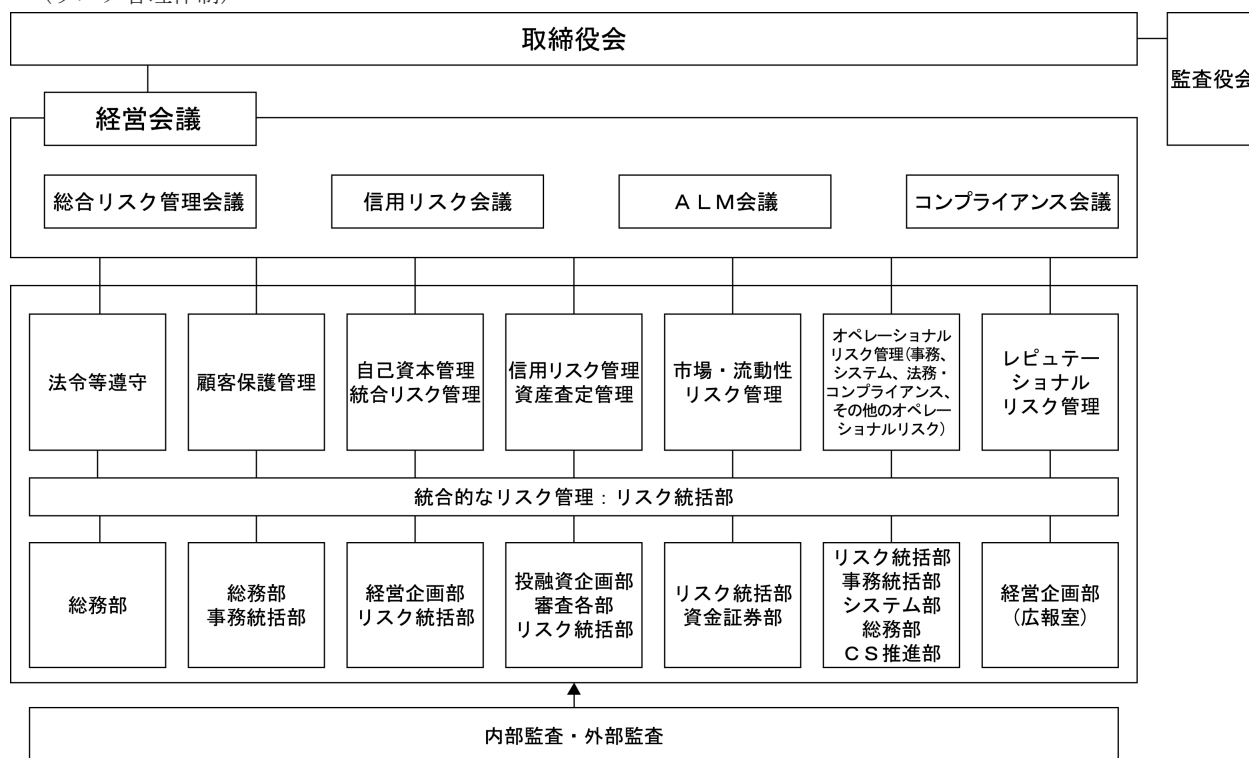 (リスク管理体制)
取締役会
監査役会
経営会議
総合リスク管理会議
信用リスク会議
ＡＬＭ会議
コンプライアンス会議
法令等遵守
顧客保護管理
自己資本管理
統合リスク管理
信用リスク管理
資産査定管理
市場・流動性
リスク管理
オペレーショナル
リスク管理(事務、
システム、法務・
コンプライアンス、
その他のオペレー
ショナルリスク)
レピュテー
ショナル
リスク管理
統合的なリスク管理：リスク統括部
総務部
総務部
事務統括部
経営企画部
リスク統括部
投融資企画部
審査各部
リスク統括部
リスク統括部
資金証券部
リスク統括部
事務統括部
システム部
総務部
ＣＳ推進部
経営企画部
(広報室)
内部監査・外部監査